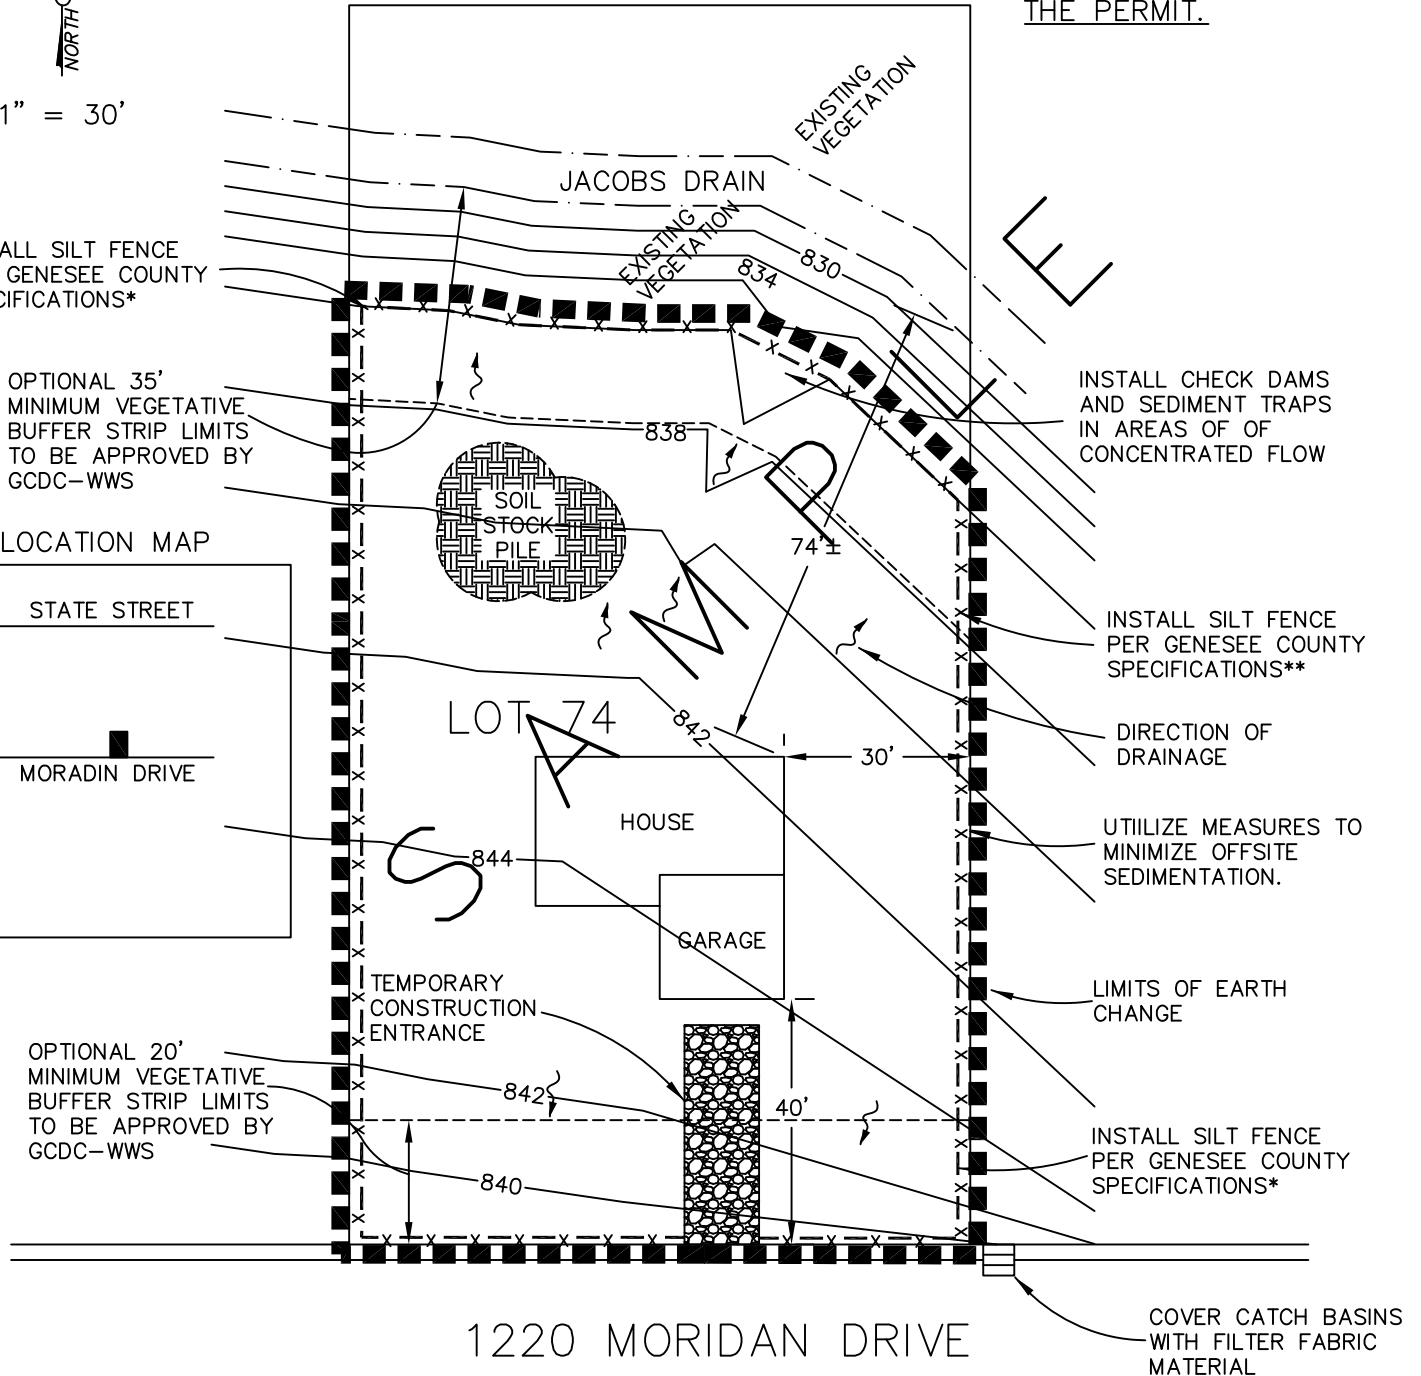 THE PERMIT.
NORTH
1" = 30'
EXISTING
VEGETATION
JACOBS DRAIN
EXISTING
VEGETATION
830
834
ALL SILT FENCE
GENESEE COUNTY
CIFICATIONS*
OPTIONAL 35'
MINIMUM VEGETATIVE
BUFFER STRIP LIMITS
TO BE APPROVED BY
GCDC-WWS
INSTALL CHECK DAMS
AND SEDIMENT TRAPS
IN AREAS OF OF
CONCENTRATED FLOW
838
SOIL
STOCK
PILE
74'±
LOCATION MAP
STATE STREET
MORADIN DRIVE
INSTALL SILT FENCE
PER GENESEE COUNTY
SPECIFICATIONS**
LOT 74
842
30'
DIRECTION OF
DRAINAGE
HOUSE
844
UTIILIZE MEASURES TO
MINIMIZE OFFSITE
SEDIMENTATION.
SAMPLE
GARAGE
TEMPORARY
CONSTRUCTION
ENTRANCE
LIMITS OF EARTH
CHANGE
OPTIONAL 20'
MINIMUM VEGETATIVE
BUFFER STRIP LIMITS
TO BE APPROVED BY
GCDC-WWS
842
40'
840
INSTALL SILT FENCE
PER GENESEE COUNTY
SPECIFICATIONS*
1220 MORIDAN DRIVE
COVER CATCH BASINS
WITH FILTER FABRIC
MATERIAL